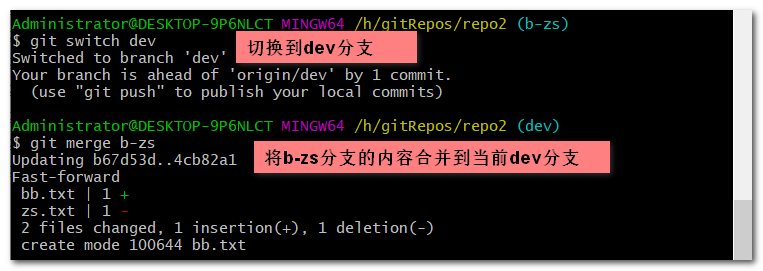 Administrator@DESKTOP-9P6NLCT MINGW64 /h/gitRepos/repo2 (b-zs)
$ git switch dev
切换到dev分支
Switched to branch 'dev'
Your branch is ahead of 'origin/dev' by 1 commit.
  (use "git push" to publish your local commits)
Administrator@DESKTOP-9P6NLCT MINGW64 /h/gitRepos/repo2 (dev)
$ git merge b-zs
将b-zs分支的内容合并到当前dev分支
Updating b67d53d..4cb82a1
Fast-forward
 bb.txt | 1 +
 zs.txt | 1 -
 2 files changed, 1 insertion(+), 1 deletion(-)
 create mode 100644 bb.txt